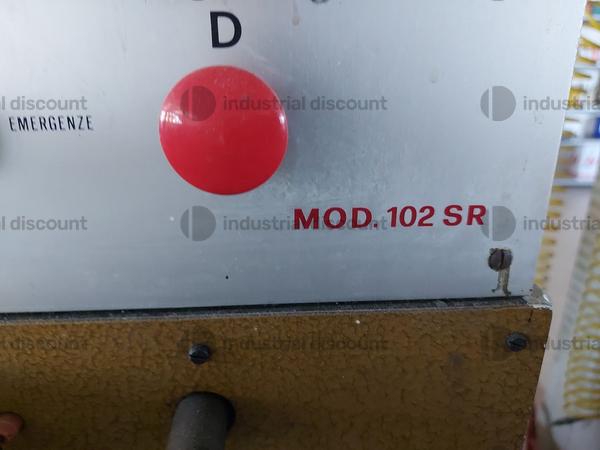 D
EMERGENZE
MOD. 102 SR
industrial discount